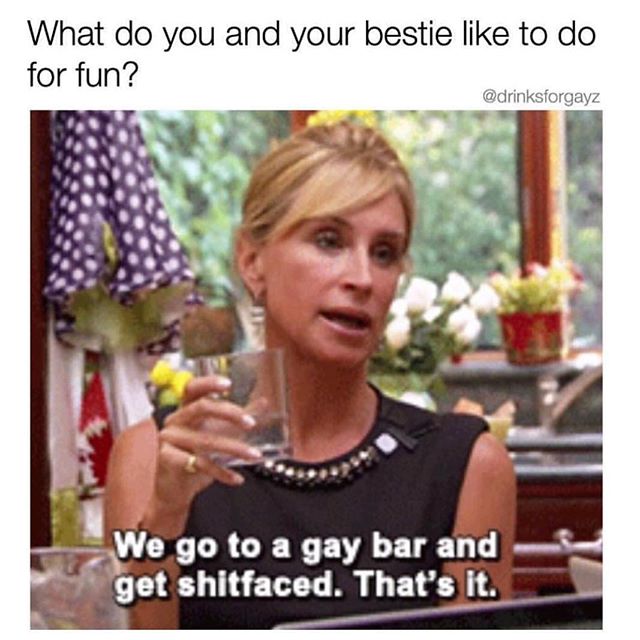 What do you and your bestie like to do
for fun?
@drinksforgayz
We go to a gay bar and
get shitfaced. That's it.